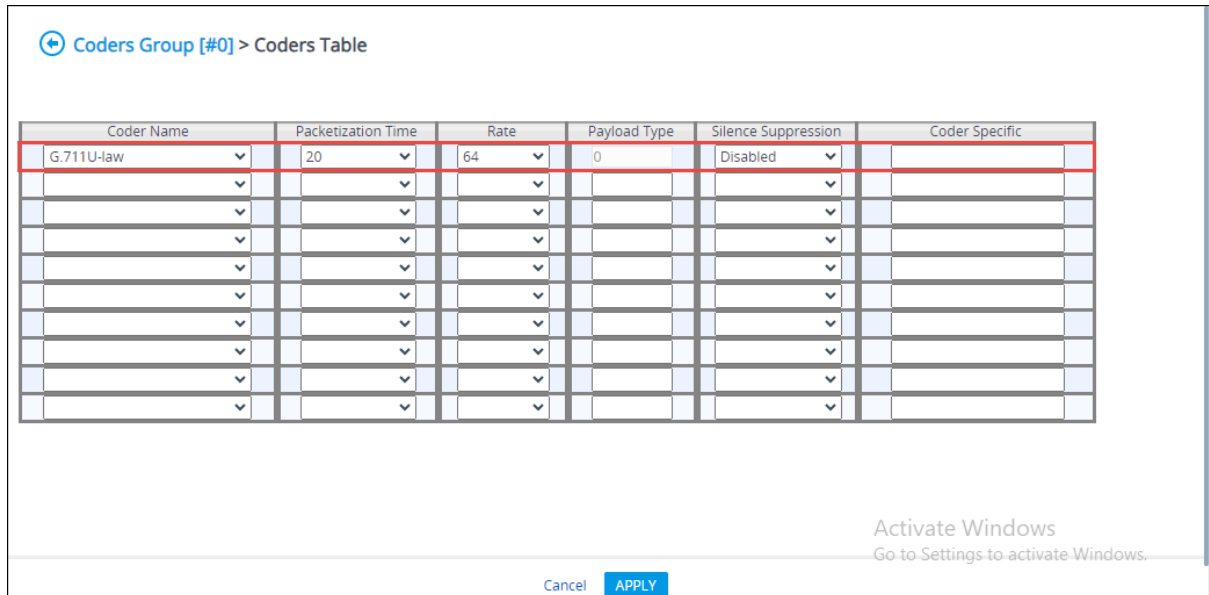 Coders Group [#0] > Coders Table
Coder Name Packetization Time Rate Payload Type Silence Suppression Coder Specific
G.711U-law 20 64 0 Disabled
Activate Windows
Go to Settings to activate Windows.
Cancel APPLY